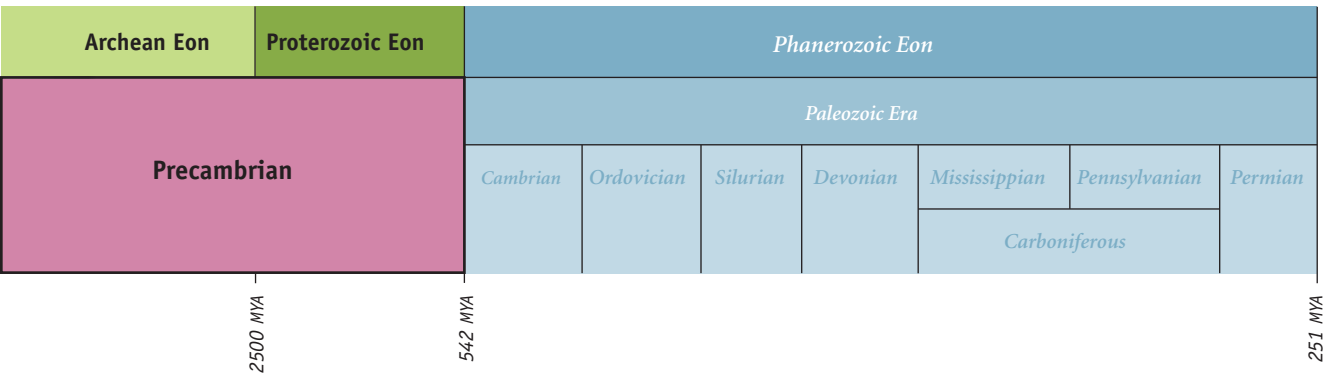 Archean Eon
Proterozoic Eon
Phanerozoic Eon
Paleozoic Era
Precambrian
Cambrian
Ordovician
Silurian
Devonian
Mississippian
Pennsylvanian
Permian
Carboniferous
2500 MYA
542 MYA
251 MYA